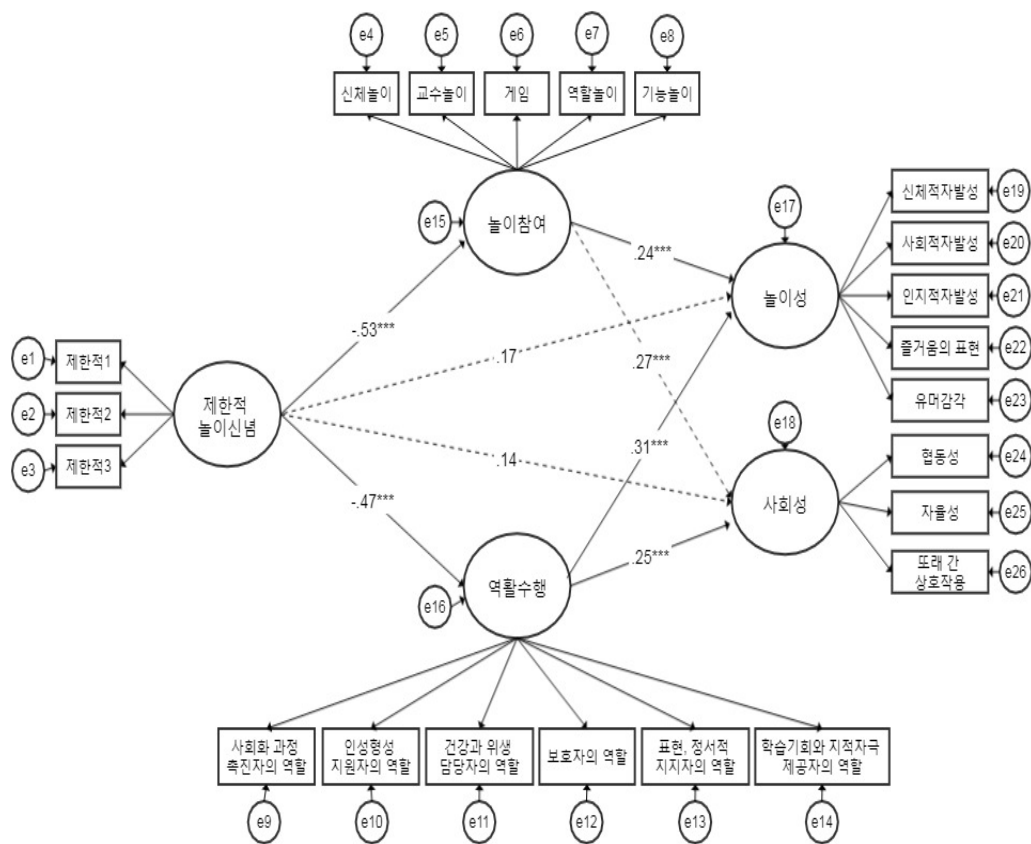 e4
e5
e6
e7
e8
신체놀이
교수놀이
게임
역할놀이
기능놀이
e15
놀이참여
e17
놀이성
신체적자발성
e19
사회적자발성
e20
인지적자발성
e21
즐거움의 표현
e22
유머감각
e23
.24***
-.53***
.17
.27***
e1
제한적1
e2
제한적2
e3
제한적3
제한적
놀이신념
.14
.31***
-.47***
.25***
e18
사회성
협동성
e24
자율성
e25
또래 간
상호작용
e26
e16
역활수행
사회화 과정
촉진자의 역할
인성형성
지원자의 역할
건강과 위생
담당자의 역할
보호자의 역할
표현, 정서적
지지자의 역할
학습기회와 지적자극
제공자의 역할
e9
e10
e11
e12
e13
e14